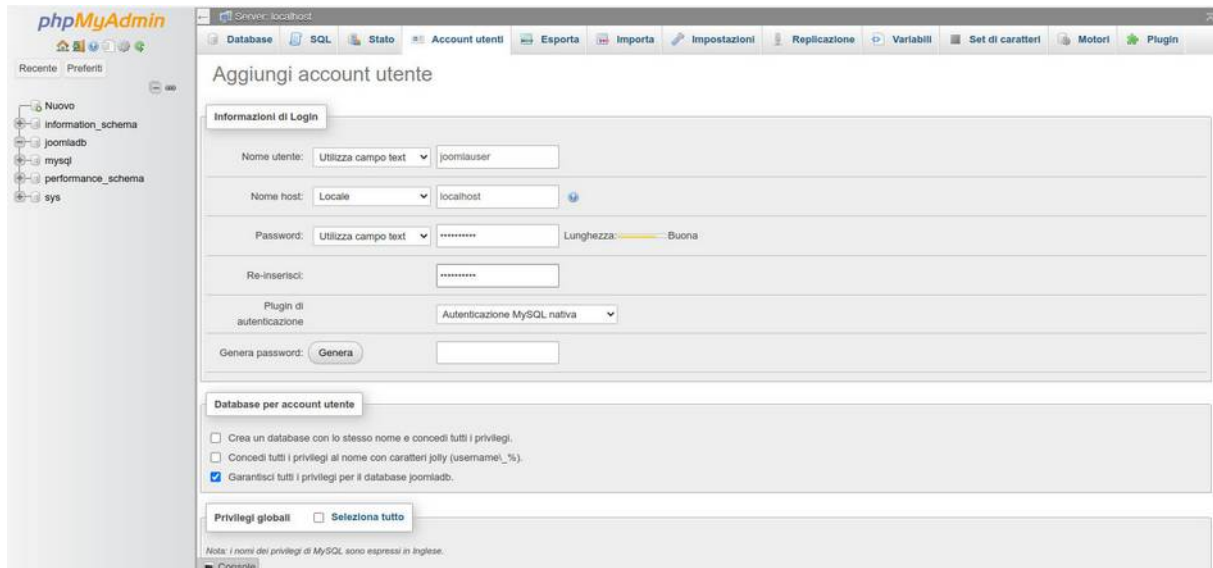 phpMyAdmin
Recente Preferiti
Nuovo
information_schema
joomladb
mysql
performance_schema
sys
Server: localhost
Database SQL Stato Account utenti Esporta Importa Impostazioni Replicazione Variabili Set di caratteri Motori Plugin
Aggiungi account utente
Informazioni di Login
Nome utente: Utilizza campo text joomlauser
Nome host: Locale localhost
Password: Utilizza campo text •••••••••• Lunghezza: Buona
Re-inserisci: ••••••••••
Plugin di
autenticazione
Autenticazione MySQL nativa
Genera password: Genera
Database per account utente
Crea un database con lo stesso nome e concedi tutti i privilegi.
Concedi tutti i privilegi al nome con caratteri jolly (username\_%).
Garantisci tutti i privilegi per il database joomladb.
Privilegi globali Seleziona tutto
Nota: i nomi dei privilegi di MySQL sono espressi in Inglese.
Console